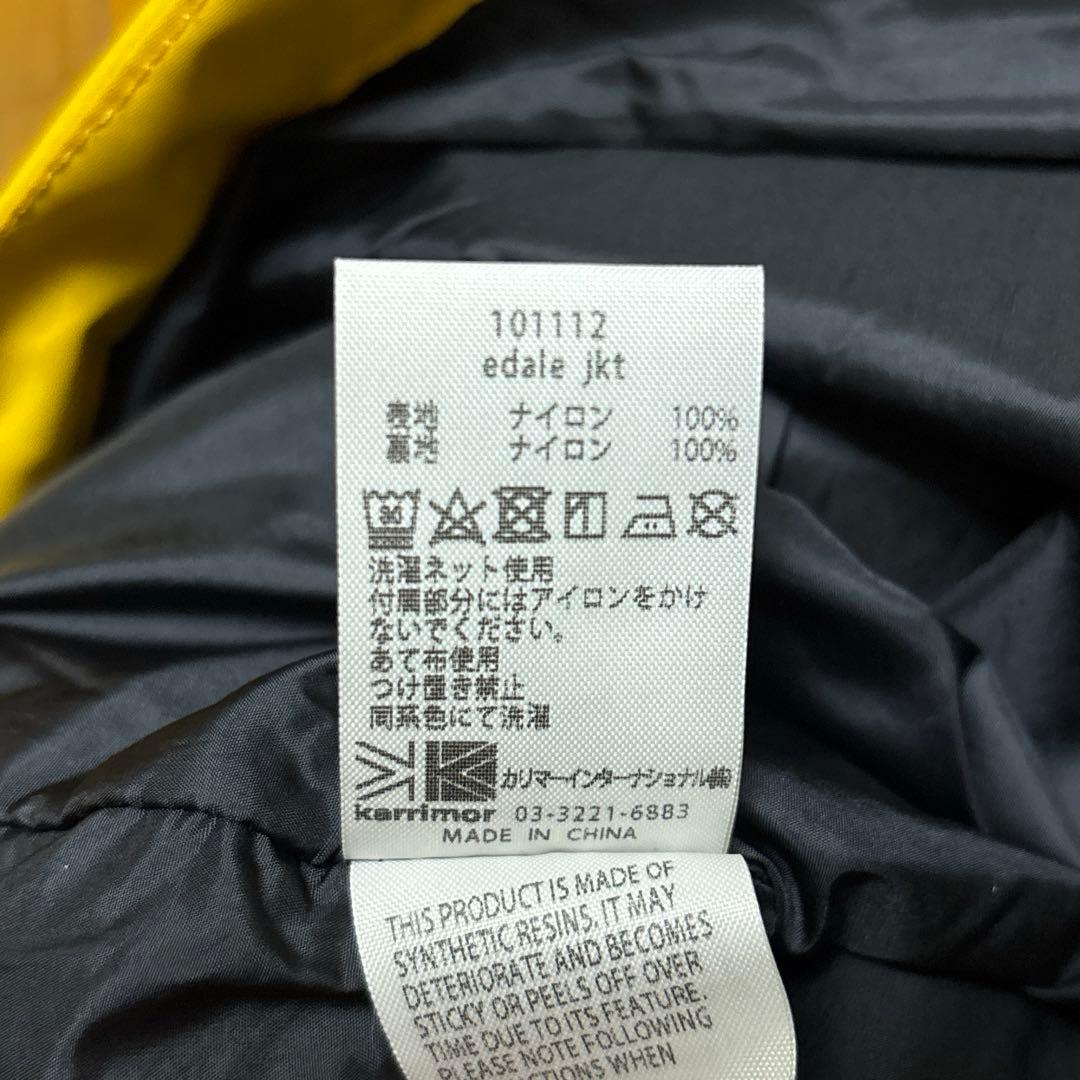 101112
edale jkt
表地 ナイロン 100%
裏地 ナイロン 100%
洗濯ネット使用
付属部分にはアイロンをかけ
ないでください。
あて布使用
つけ置き禁止
同系色にて洗濯
カリマーインターナショナル㈱
karrimor 03-3221-6883
MADE IN CHINA
THIS PRODUCT IS MADE OF
SYNTHETIC RESINS. IT MAY
DETERIORATE AND BECOMES
STICKY OR PEELS OFF OVER
TIME DUE TO ITS FEATURE.
PLEASE NOTE FOLLOWING
WHEN